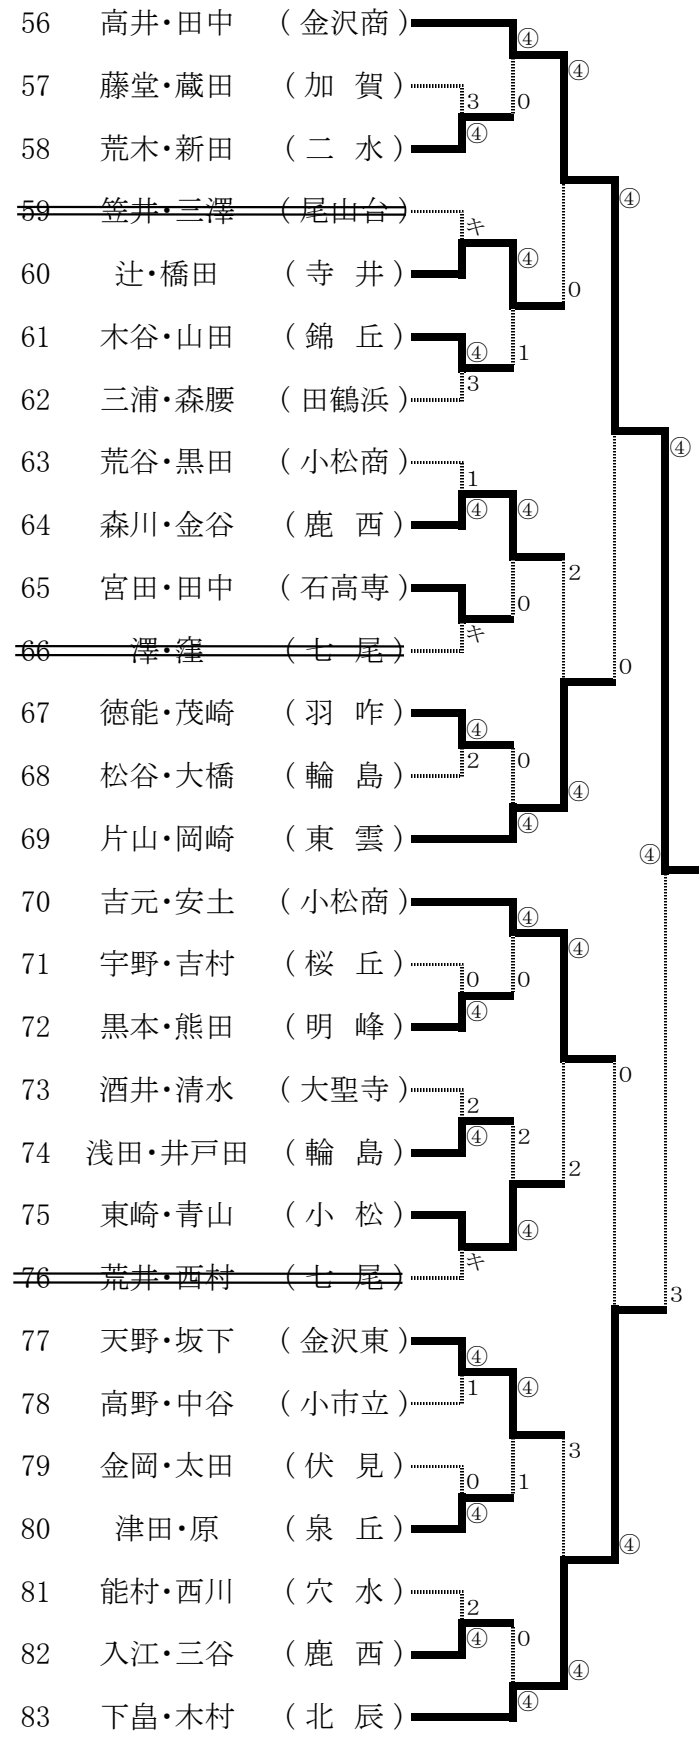 56 高井・田中 (金沢商)
④
④
57 藤堂・蔵田 (加 賀)
3
0
58 荒木・新田 (二 水)
④
④
59 笠井・三澤 (尾山台)
キ
④
60 辻・橋田 (寺 井)
0
61 木谷・山田 (錦 丘)
④
1
3
62 三浦・森腰 (田鶴浜)
④
63 荒谷・黒田 (小松商)
1
④
④
64 森川・金谷 (鹿 西)
2
65 宮田・田中 (石高専)
0
キ
66 澤・窪 (七 尾)
0
67 徳能・茂崎 (羽 咋)
④
2
0
68 松谷・大橋 (輪 島)
④
④
69 片山・岡崎 (東 雲)
④
70 吉元・安土 (小松商)
④
④
71 宇野・吉村 (桜 丘)
0
0
④
72 黒本・熊田 (明 峰)
0
73 酒井・清水 (大聖寺)
2
④
2
74 浅田・井戸田 (輪 島)
2
75 東崎・青山 (小 松)
④
キ
76 荒井・西村 (七 尾)
3
77 天野・坂下 (金沢東)
④
1
④
78 高野・中谷 (小市立)
3
79 金岡・太田 (伏 見)
0
1
④
80 津田・原 (泉 丘)
④
81 能村・西川 (穴 水)
2
④
0
82 入江・三谷 (鹿 西)
④
④
83 下畠・木村 (北 辰)